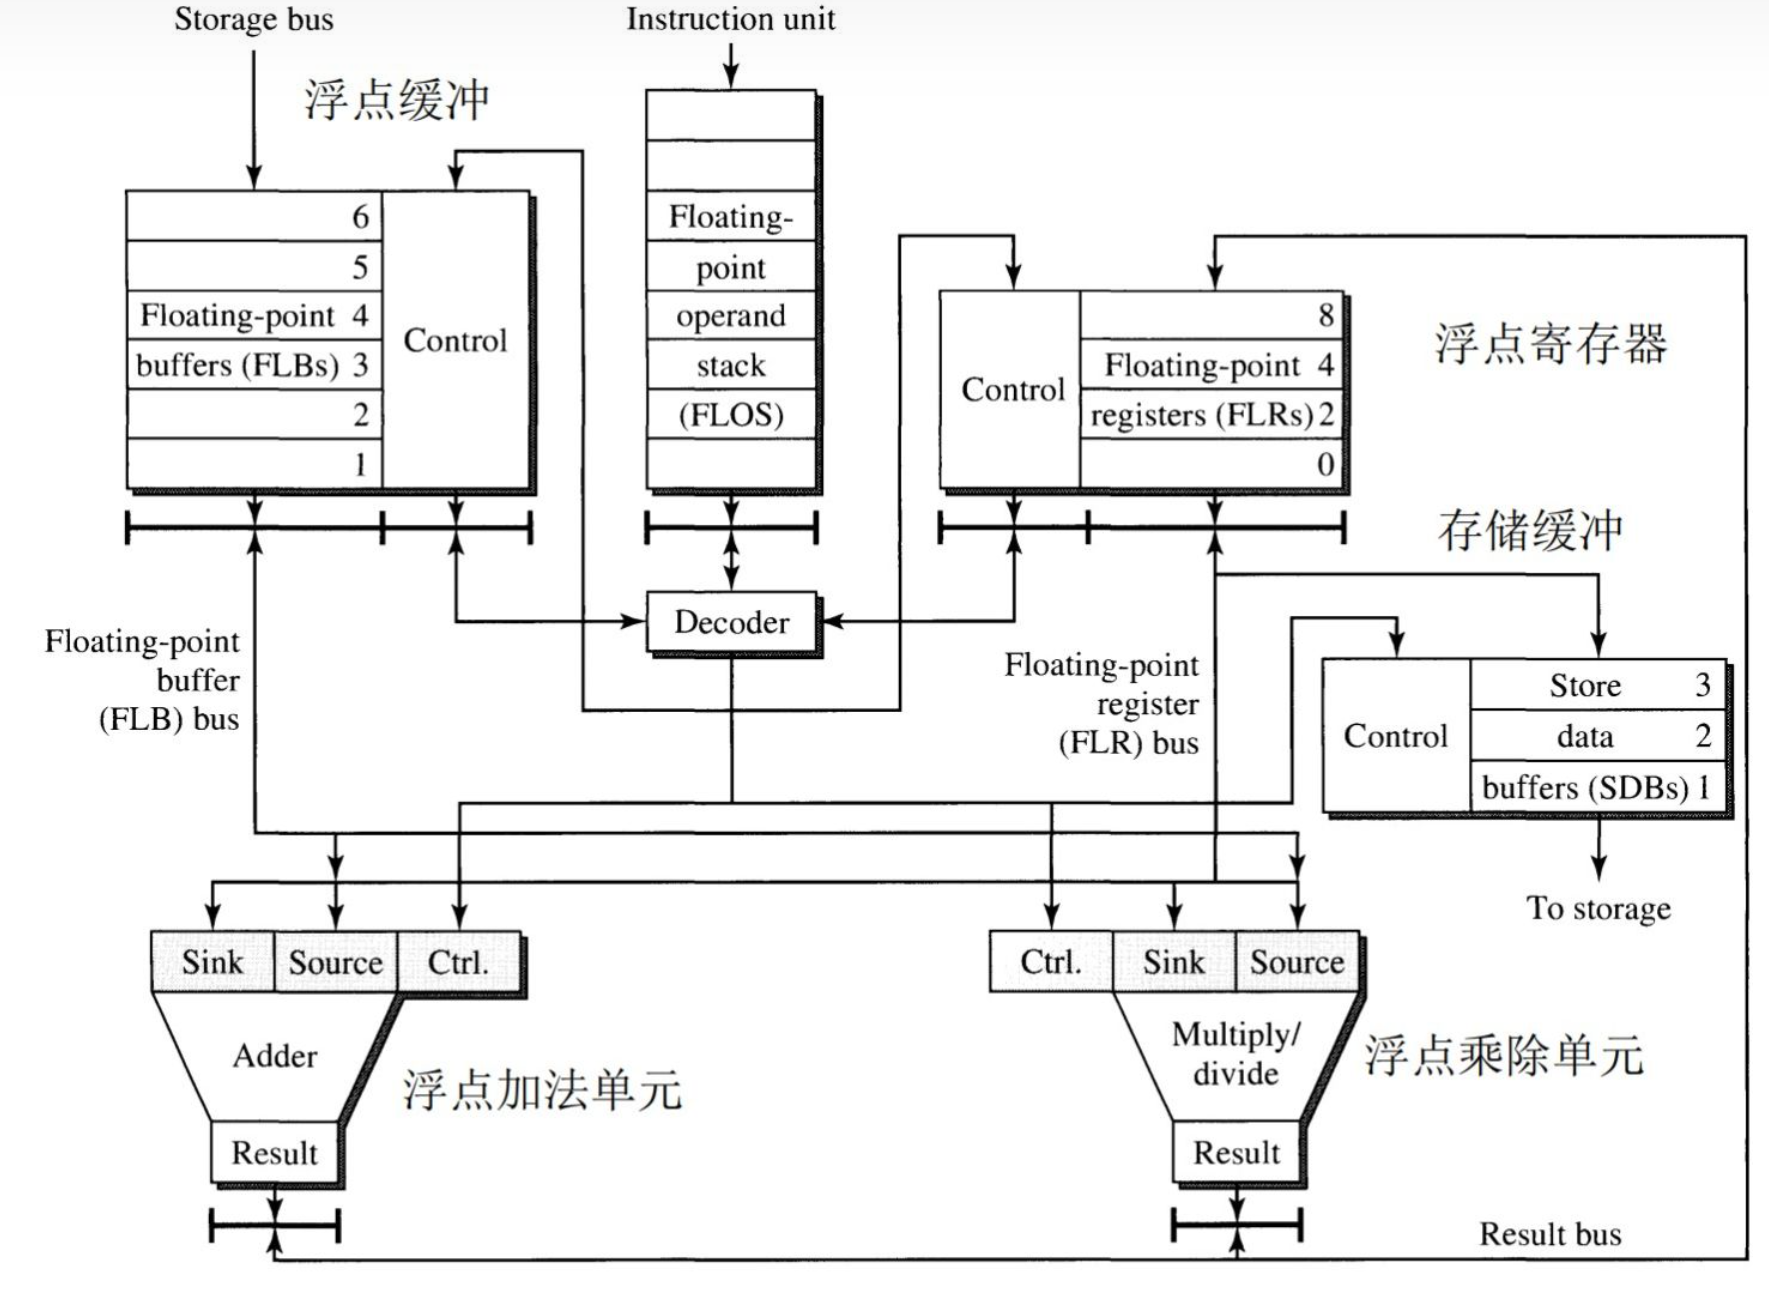 Storage bus
Instruction unit
浮点缓冲
6
5
Floating-point 4
buffers (FLBs) 3
2
1
Control
Floating-
point
operand
stack
(FLOS)
Control
8
Floating-point 4
registers (FLRs) 2
0
浮点寄存器
存储缓冲
Decoder
Floating-point
buffer
(FLB) bus
Floating-point
register
(FLR) bus
Control
Store 3
data 2
buffers (SDBs) 1
To storage
Sink Source Ctrl.
Adder
浮点加法单元
Result
Ctrl. Sink Source
Multiply/
divide
浮点乘除单元
Result
Result bus